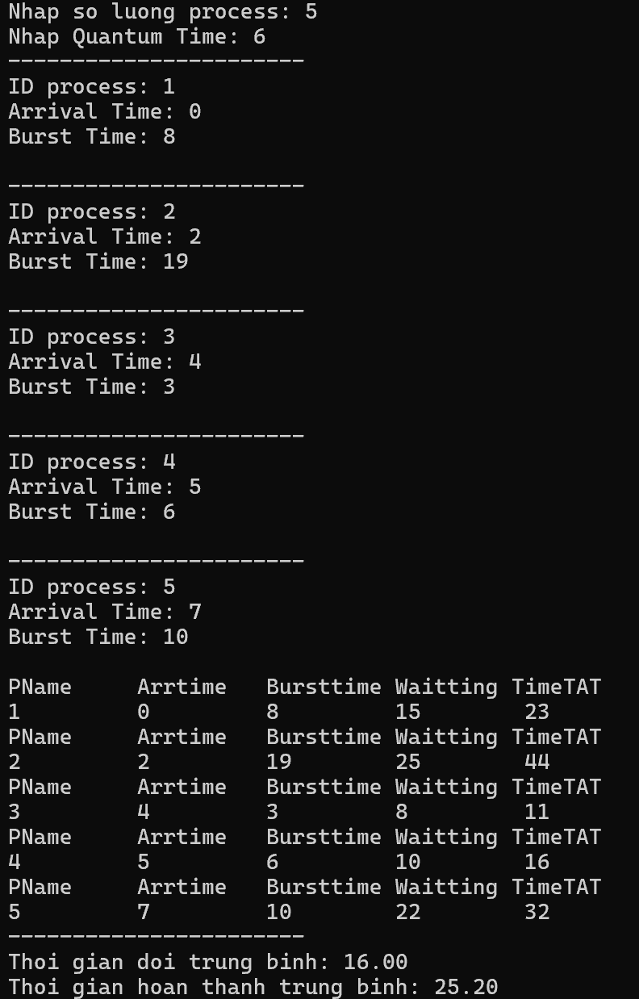 Nhap so luong process: 5
Nhap Quantum Time: 6
-----------------------
ID process: 1
Arrival Time: 0
Burst Time: 8
-----------------------
ID process: 2
Arrival Time: 2
Burst Time: 19
-----------------------
ID process: 3
Arrival Time: 4
Burst Time: 3
-----------------------
ID process: 4
Arrival Time: 5
Burst Time: 6
-----------------------
ID process: 5
Arrival Time: 7
Burst Time: 10
PName Arrtime Bursttime Waitting TimeTAT
1 0 8 15 23
PName Arrtime Bursttime Waitting TimeTAT
2 2 19 25 44
PName Arrtime Bursttime Waitting TimeTAT
3 4 3 8 11
PName Arrtime Bursttime Waitting TimeTAT
4 5 6 10 16
PName Arrtime Bursttime Waitting TimeTAT
5 7 10 22 32
-----------------------
Thoi gian doi trung binh: 16.00
Thoi gian hoan thanh trung binh: 25.20